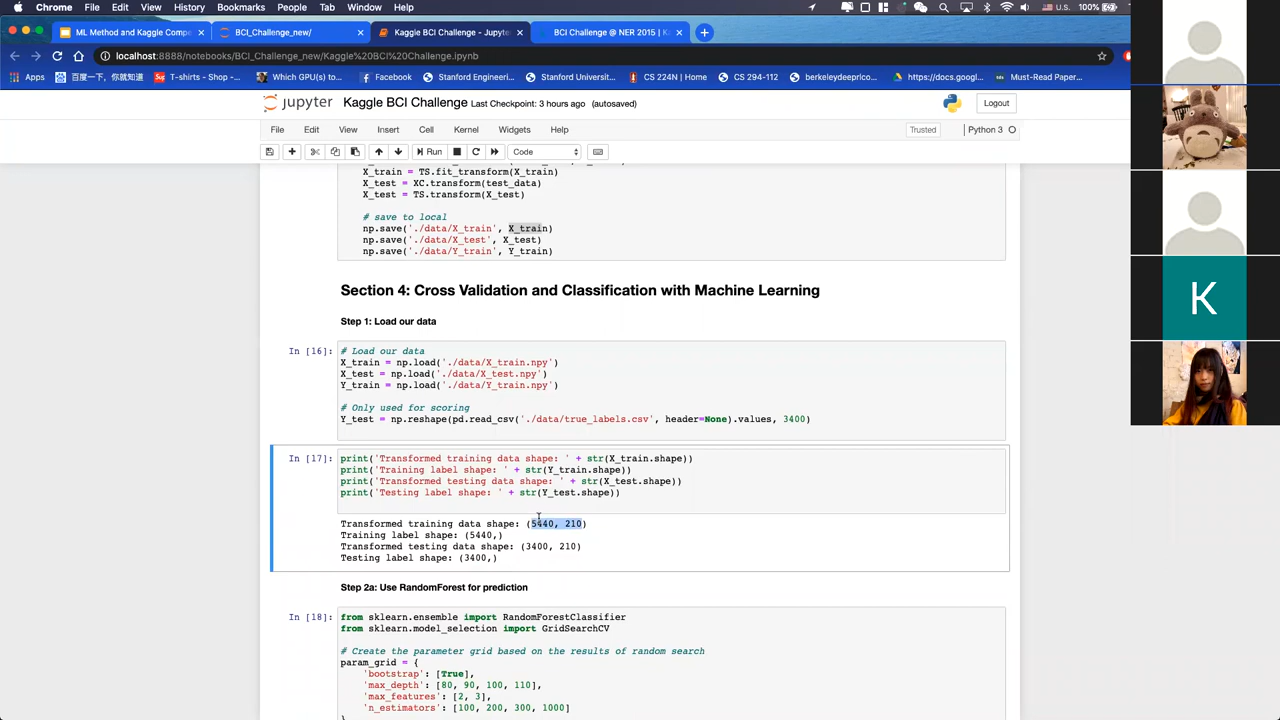 Chrome File Edit View History Bookmarks People Tab Window Help U.S. 100%
ML Method and Kaggle Compe
BCI_Challenge_new/
Kaggle BCI Challenge - Jupyte
BCI Challenge @ NER 2015 | K
localhost:8888/notebooks/BCI_Challenge_new/Kaggle%20BCI%20Challenge.ipynb
Apps 百度一下，你就知道 T-shirts - Shop -... Which GPU(s) to... Facebook Stanford Engineeri... Stanford Universit... CS 224N | Home CS 294-112 berkeleydeeprlco... https://docs.googl... Must-Read Paper...
jupyter Kaggle BCI Challenge Last Checkpoint: 3 hours ago (autosaved) Logout
File Edit View Insert Cell Kernel Widgets Help Trusted Python 3
Run Code
X_train = TS.fit_transform(X_train)
X_test = XC.transform(test_data)
X_test = TS.transform(X_test)
# save to local
np.save('./data/X_train', X_train)
np.save('./data/X_test', X_test)
np.save('./data/Y_train', Y_train)
Section 4: Cross Validation and Classification with Machine Learning
Step 1: Load our data
In [16]:
# Load our data
X_train = np.load('./data/X_train.npy')
X_test = np.load('./data/X_test.npy')
Y_train = np.load('./data/Y_train.npy')
# Only used for scoring
Y_test = np.reshape(pd.read_csv('./data/true_labels.csv', header=None).values, 3400)
In [17]:
print('Transformed training data shape: ' + str(X_train.shape))
print('Training label shape: ' + str(Y_train.shape))
print('Transformed testing data shape: ' + str(X_test.shape))
print('Testing label shape: ' + str(Y_test.shape))
Transformed training data shape: (5440, 210)
Training label shape: (5440,)
Transformed testing data shape: (3400, 210)
Testing label shape: (3400,)
Step 2a: Use RandomForest for prediction
In [18]:
from sklearn.ensemble import RandomForestClassifier
from sklearn.model_selection import GridSearchCV
# Create the parameter grid based on the results of random search
param_grid = {
'bootstrap': [True],
'max_depth': [80, 90, 100, 110],
'max_features': [2, 3],
'n_estimators': [100, 200, 300, 1000]
K